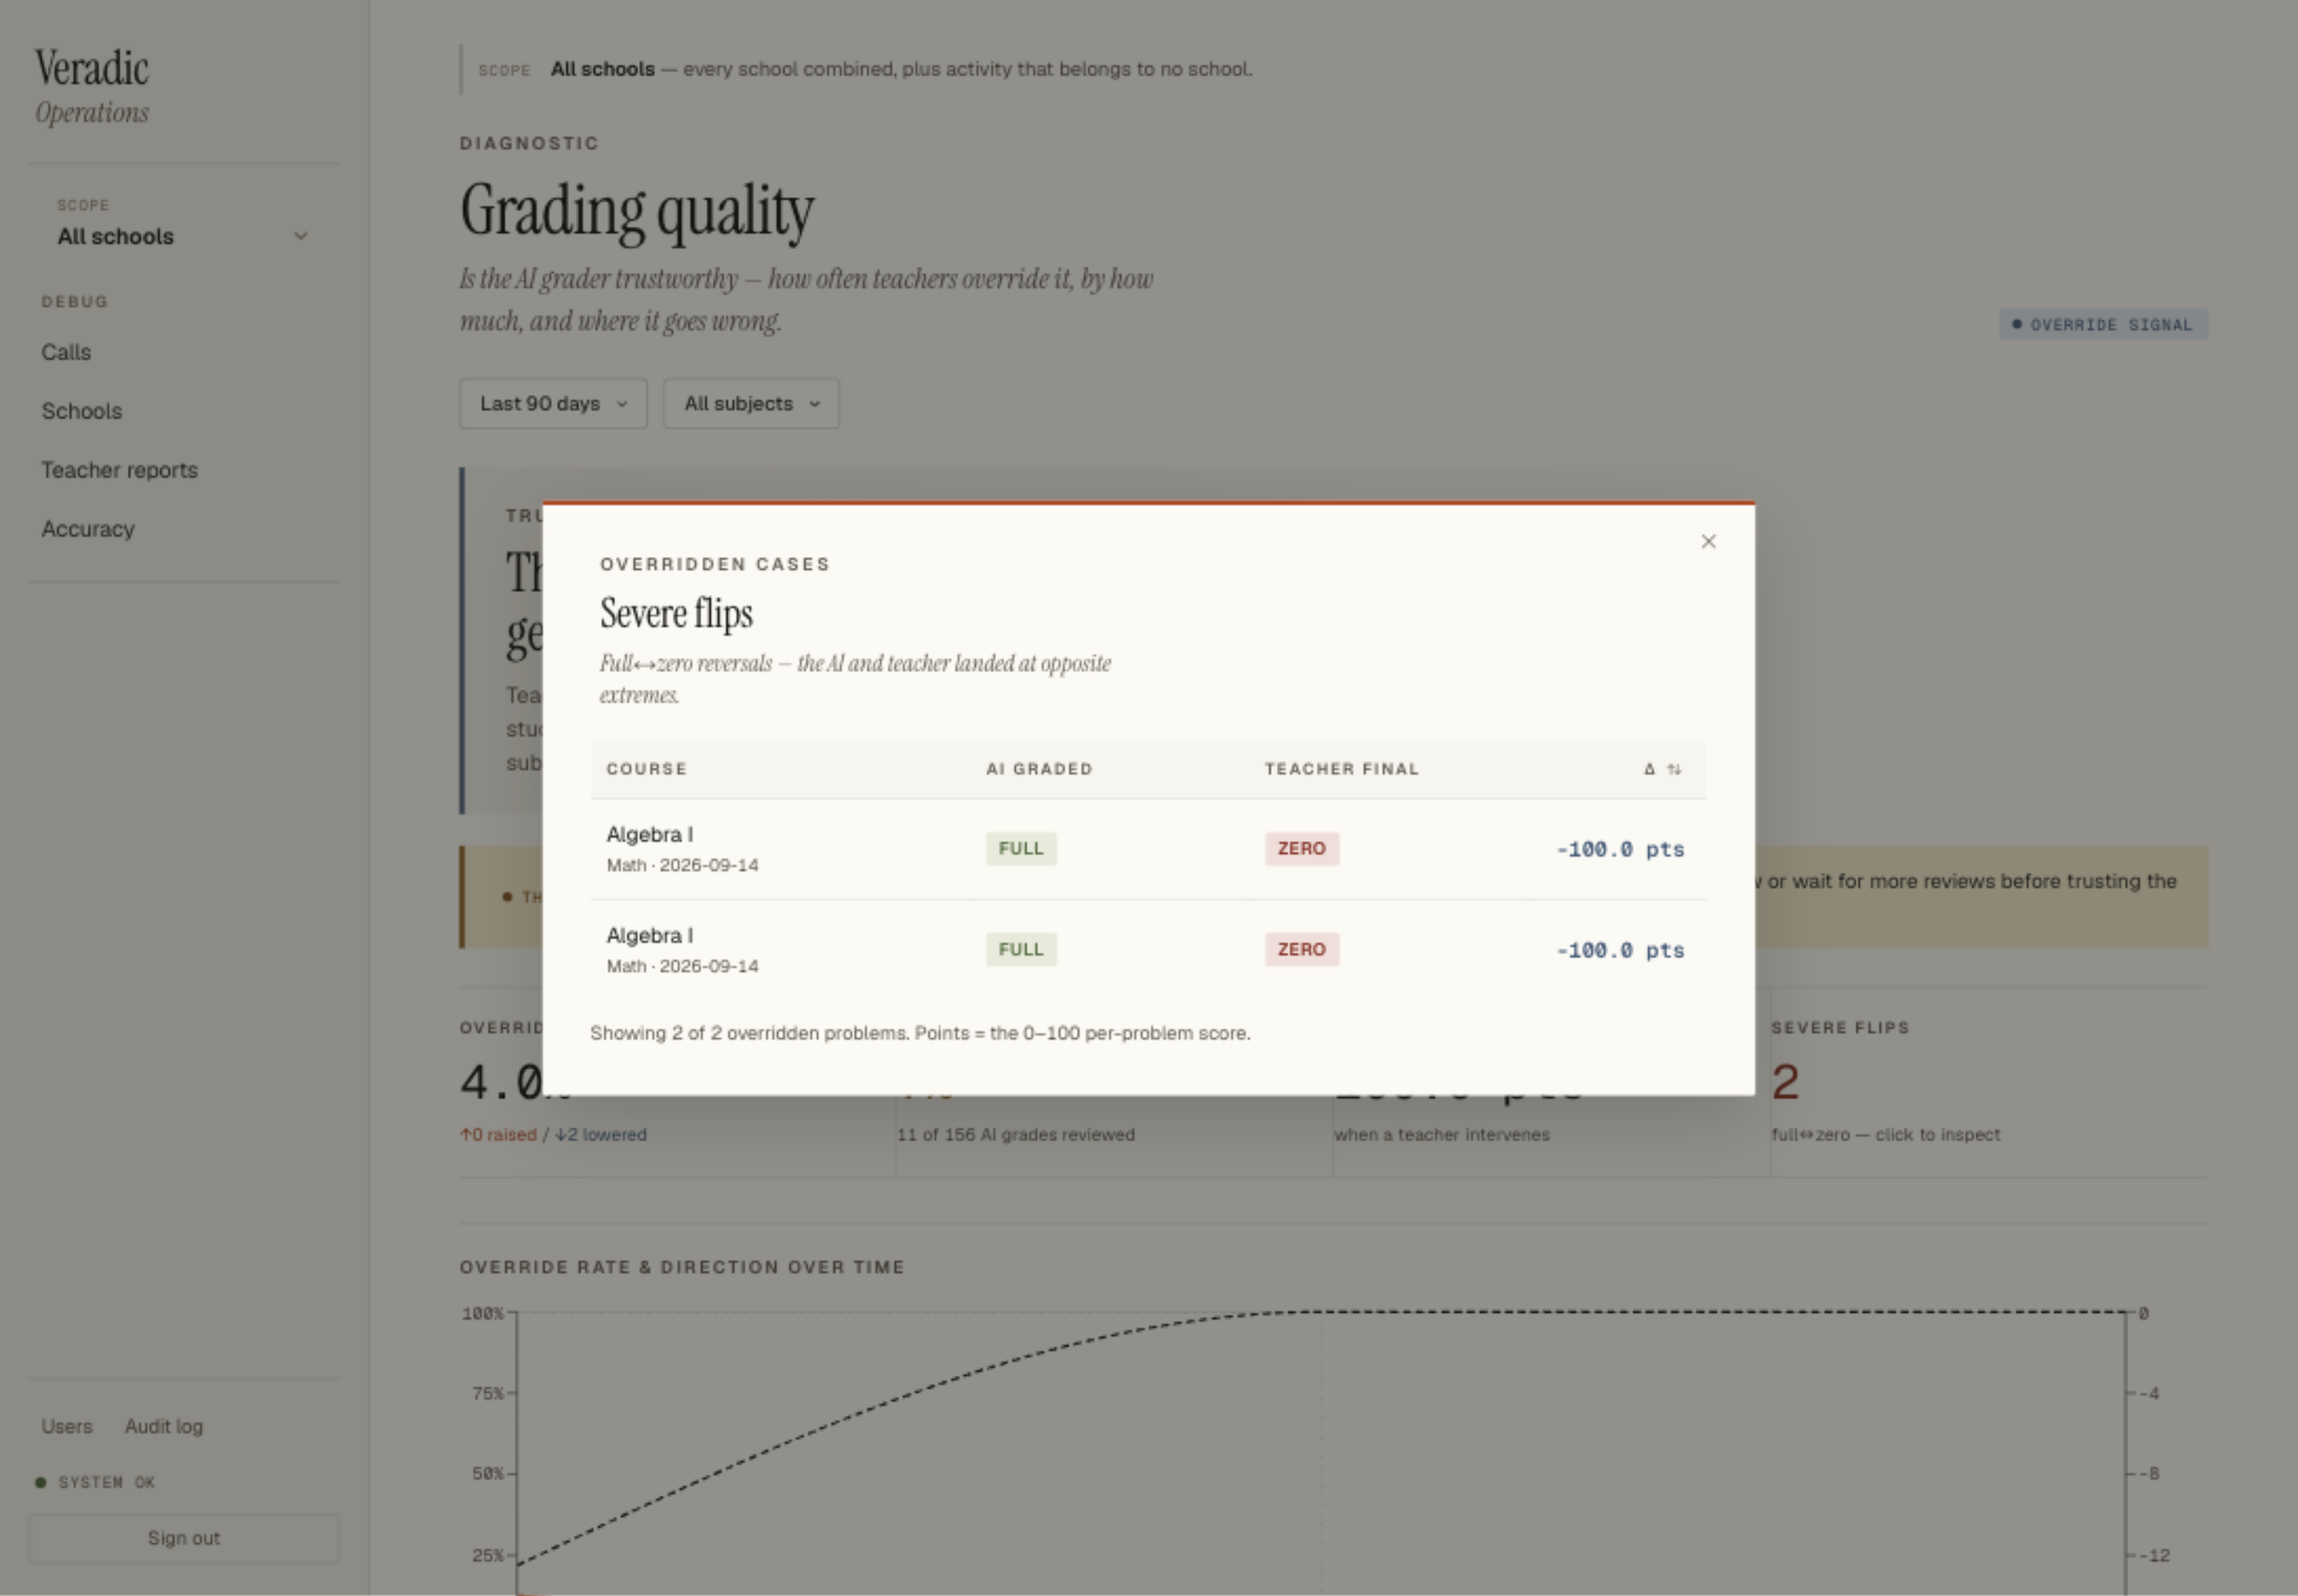 Veradic
Operations
SCOPE
All schools
DEBUG
Calls
Schools
Teacher reports
Accuracy
Users Audit log
SYSTEM OK
Sign out
SCOPE All schools — every school combined, plus activity that belongs to no school.
DIAGNOSTIC
Grading quality
Is the AI grader trustworthy — how often teachers override it, by how
much, and where it goes wrong.
OVERRIDE SIGNAL
Last 90 days All subjects
OVERRIDDEN CASES
Severe flips
Full↔zero reversals — the AI and teacher landed at opposite
extremes.
COURSE AI GRADED TEACHER FINAL Δ ↑↓
Algebra I FULL ZERO -100.0 pts
Math · 2026-09-14
Algebra I FULL ZERO -100.0 pts
Math · 2026-09-14
Showing 2 of 2 overridden problems. Points = the 0–100 per-problem score.
or wait for more reviews before trusting the
SEVERE FLIPS
4.0% 2
↑0 raised / ↓2 lowered 11 of 156 AI grades reviewed when a teacher intervenes full↔zero — click to inspect
OVERRIDE RATE & DIRECTION OVER TIME
100% 0
75% -4
50% -8
25% -12